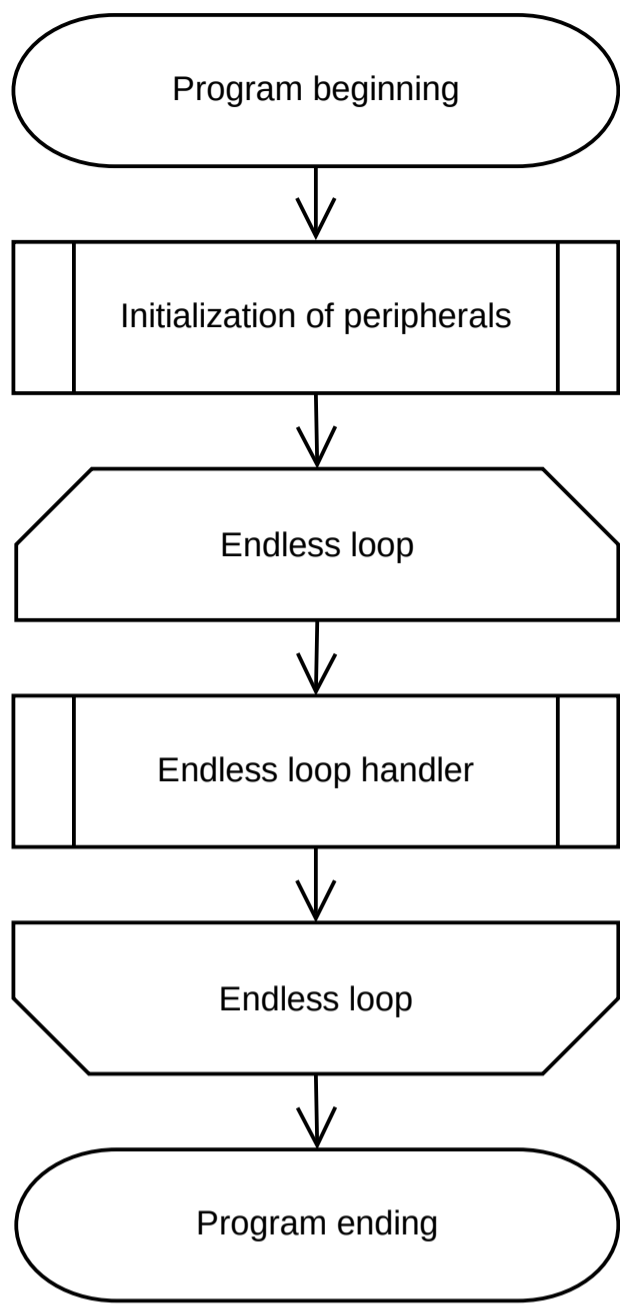 Program beginning
Initialization of peripherals
Endless loop
Endless loop handler
Endless loop
Program ending